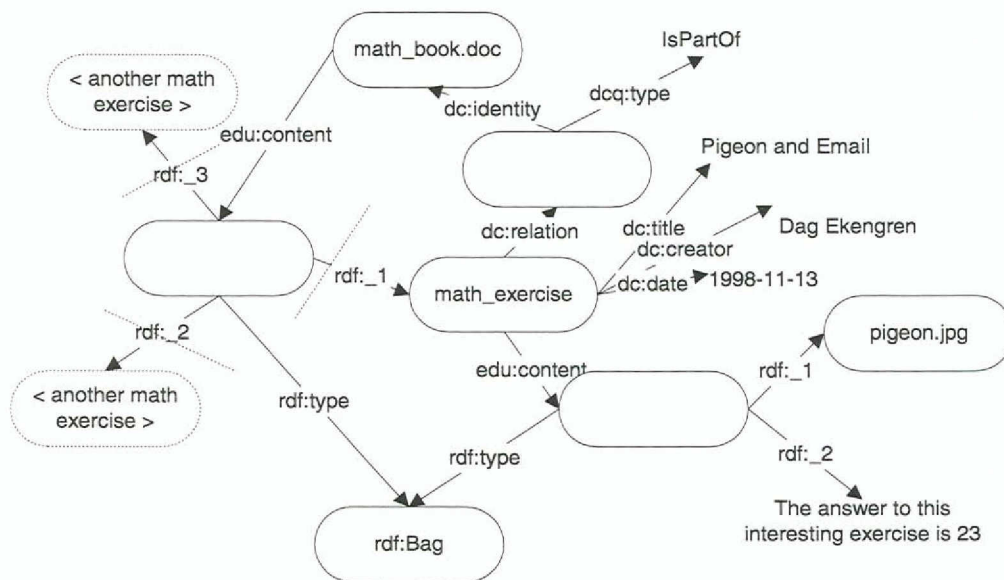 IsPartOf
math_book.doc
< another math
exercise >
dcq:type
dc:identity
edu:content
Pigeon and Email
rdf:_3
dc:title
Dag Ekengren
dc:relation
dc:creator
rdf:_1
math_exercise
dc:date
1998-11-13
rdf:_2
pigeon.jpg
edu:content
rdf:_1
< another math
exercise >
rdf:type
rdf:type
rdf:_2
The answer to this
interesting exercise is 23
rdf:Bag